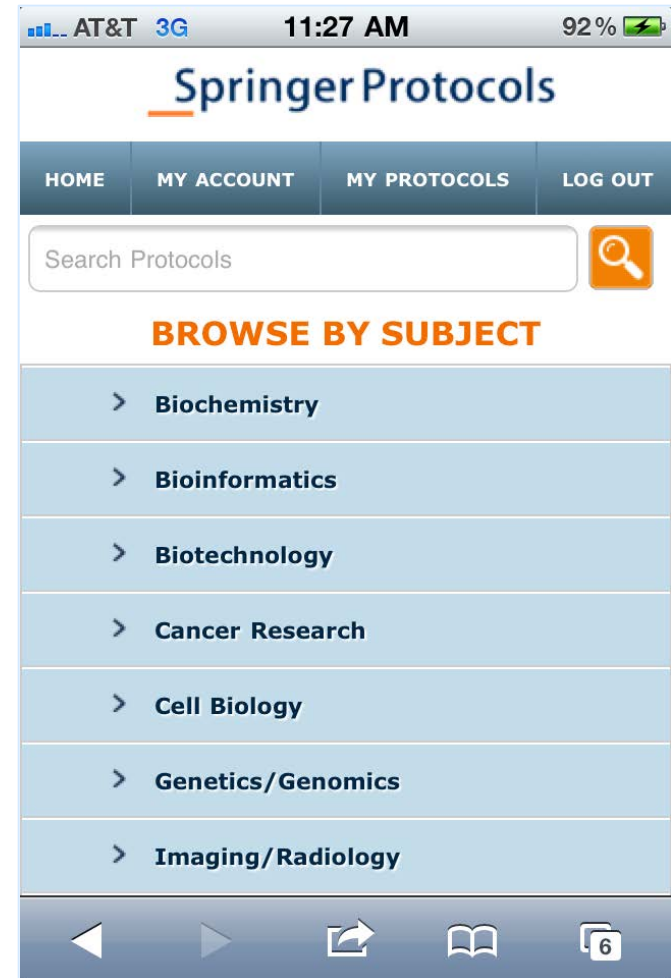 AT&T 3G 11:27 AM 92%
Springer Protocols
HOME MY ACCOUNT MY PROTOCOLS LOG OUT
Search Protocols
BROWSE BY SUBJECT
Biochemistry
Bioinformatics
Biotechnology
Cancer Research
Cell Biology
Genetics/Genomics
Imaging/Radiology
6